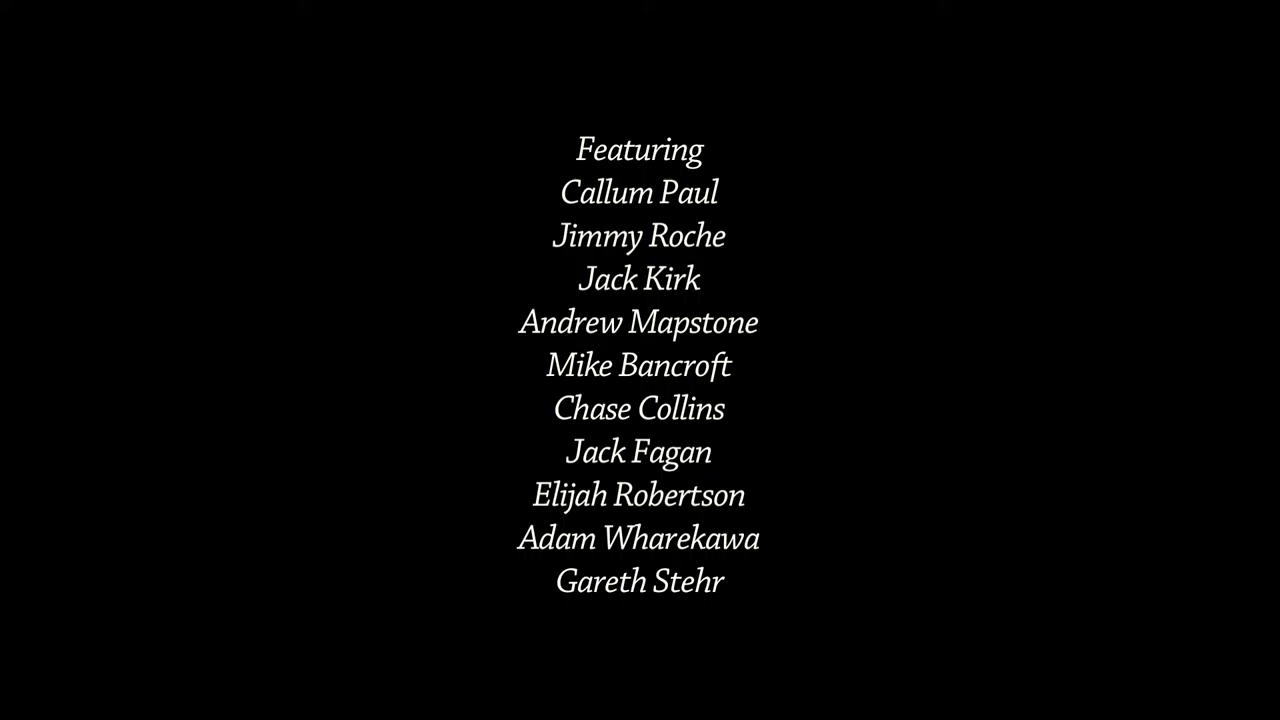 Featuring
Callum Paul
Jimmy Roche
Jack Kirk
Andrew Mapstone
Mike Bancroft
Chase Collins
Jack Fagan
Elijah Robertson
Adam Wharekawa
Gareth Stehr